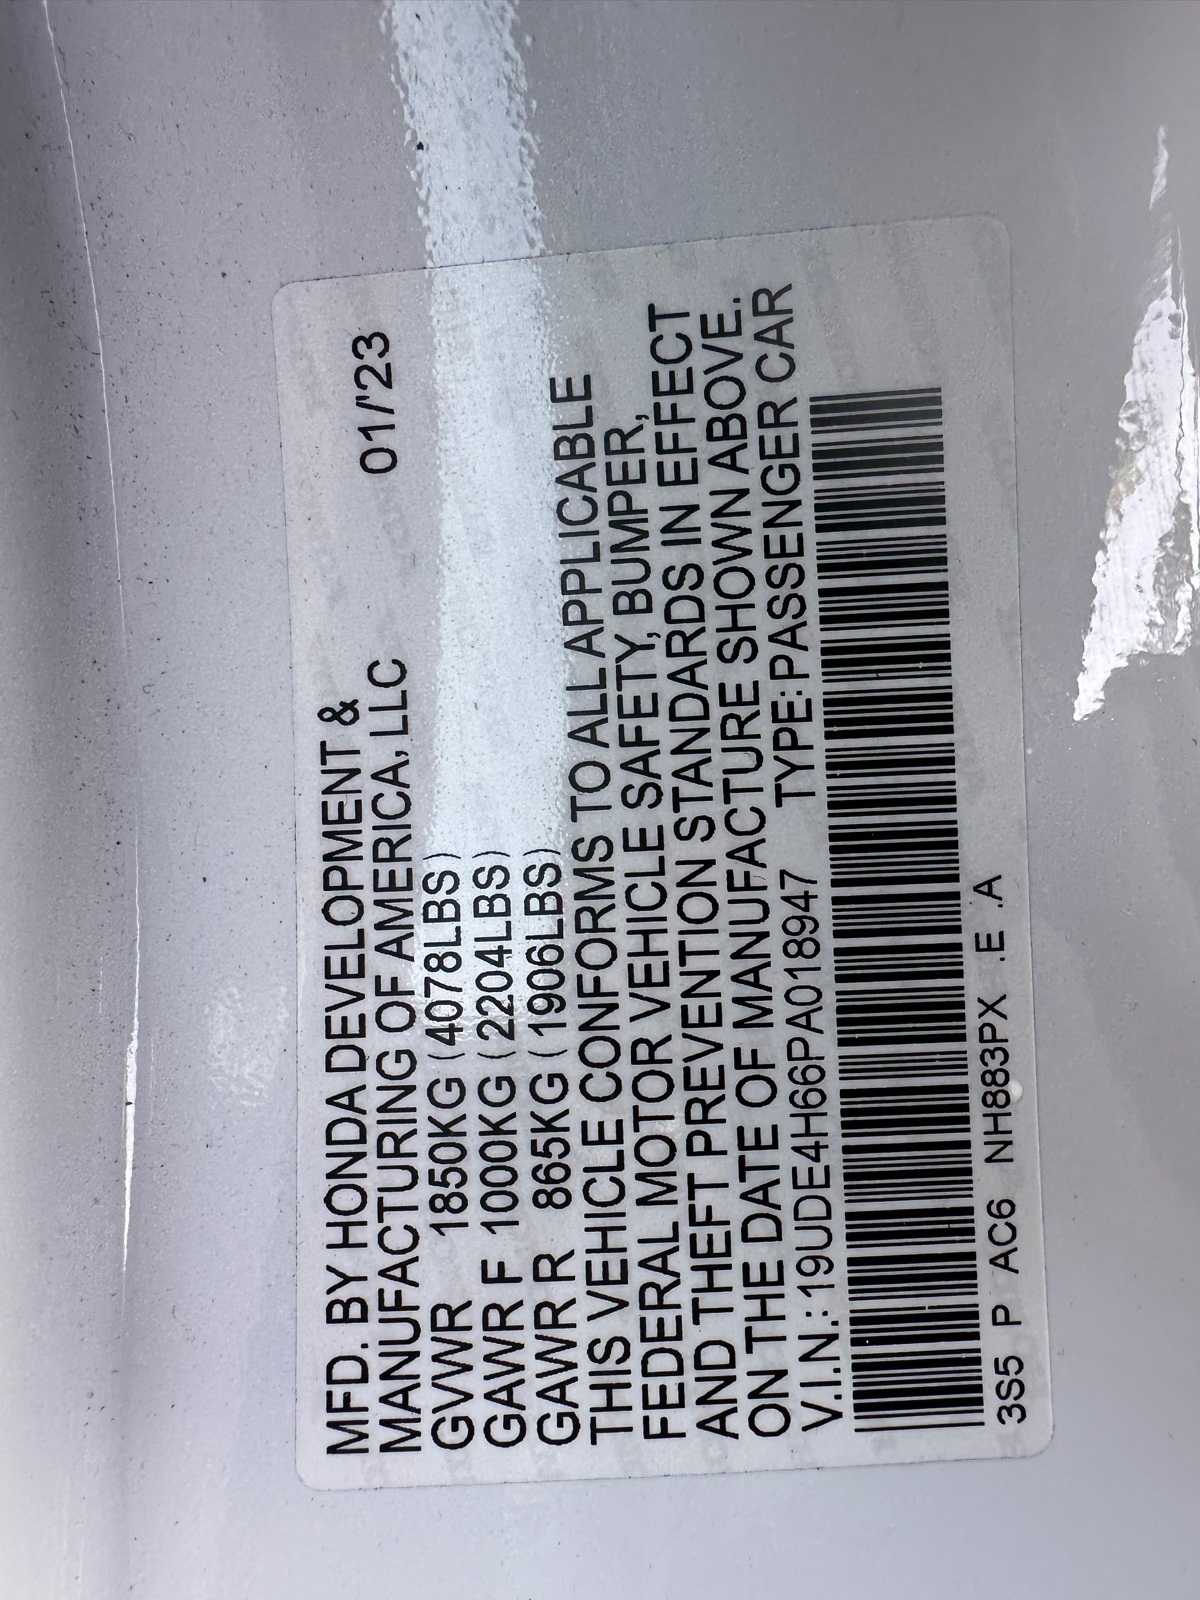 MFD. BY HONDA DEVELOPMENT &
MANUFACTURING OF AMERICA, LLC 01/'23
GVWR 1850KG (4078LBS)
GAWR F 1000KG (2204LBS)
GAWR R 865KG (1906LBS)
THIS VEHICLE CONFORMS TO ALL APPLICABLE
FEDERAL MOTOR VEHICLE SAFETY, BUMPER,
AND THEFT PREVENTION STANDARDS IN EFFECT
ON THE DATE OF MANUFACTURE SHOWN ABOVE.
V.I.N.: 19UDE4H66PA018947 TYPE: PASSENGER CAR
3S5 P AC6 NH883PX .E .A